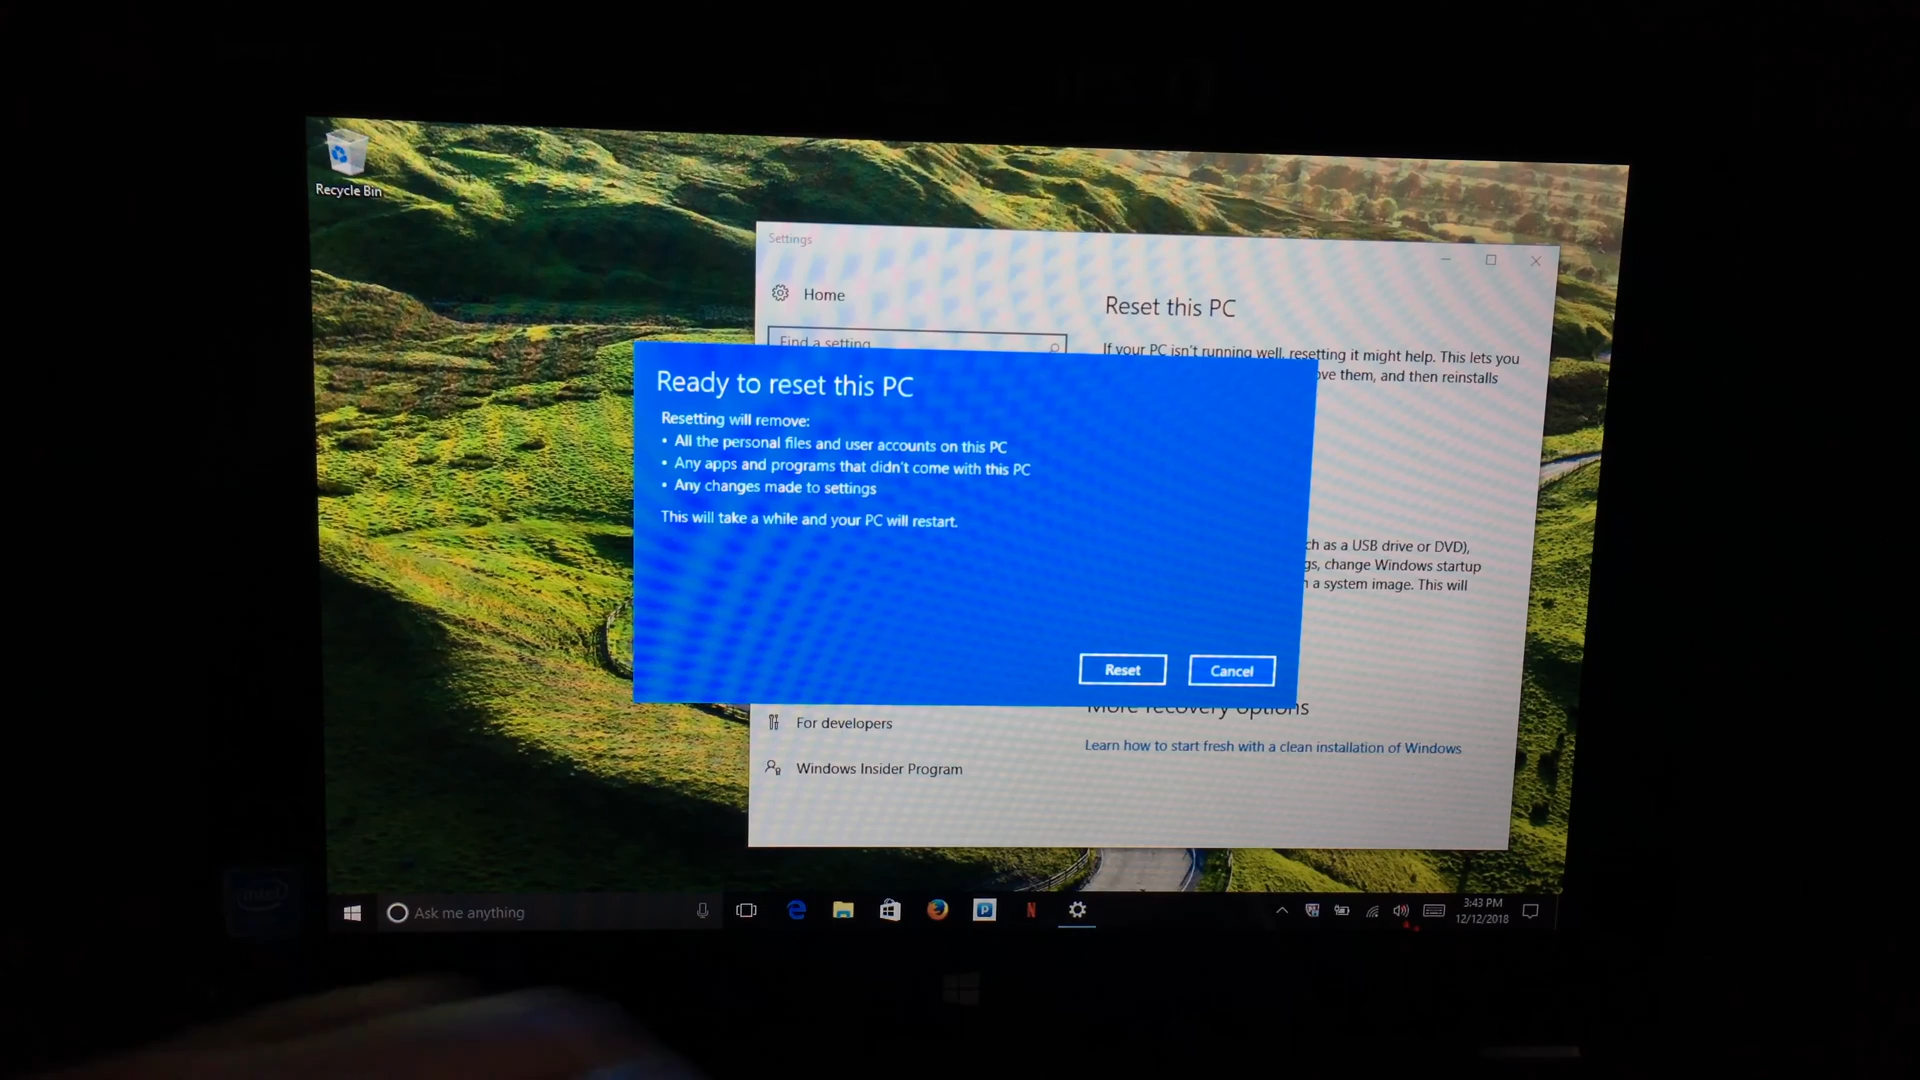 Recycle Bin
Settings
Home
Find a setting
Reset this PC
If your PC isn't running well, resetting it might help. This lets you
ove them, and then reinstalls
Ready to reset this PC
Resetting will remove:
• All the personal files and user accounts on this PC
• Any apps and programs that didn't come with this PC
• Any changes made to settings
This will take a while and your PC will restart.
Reset
Cancel
ch as a USB drive or DVD),
gs, change Windows startup
a system image. This will
More recovery options
Learn how to start fresh with a clean installation of Windows
For developers
Windows Insider Program
intel
Ask me anything
3:43 PM
12/12/2018